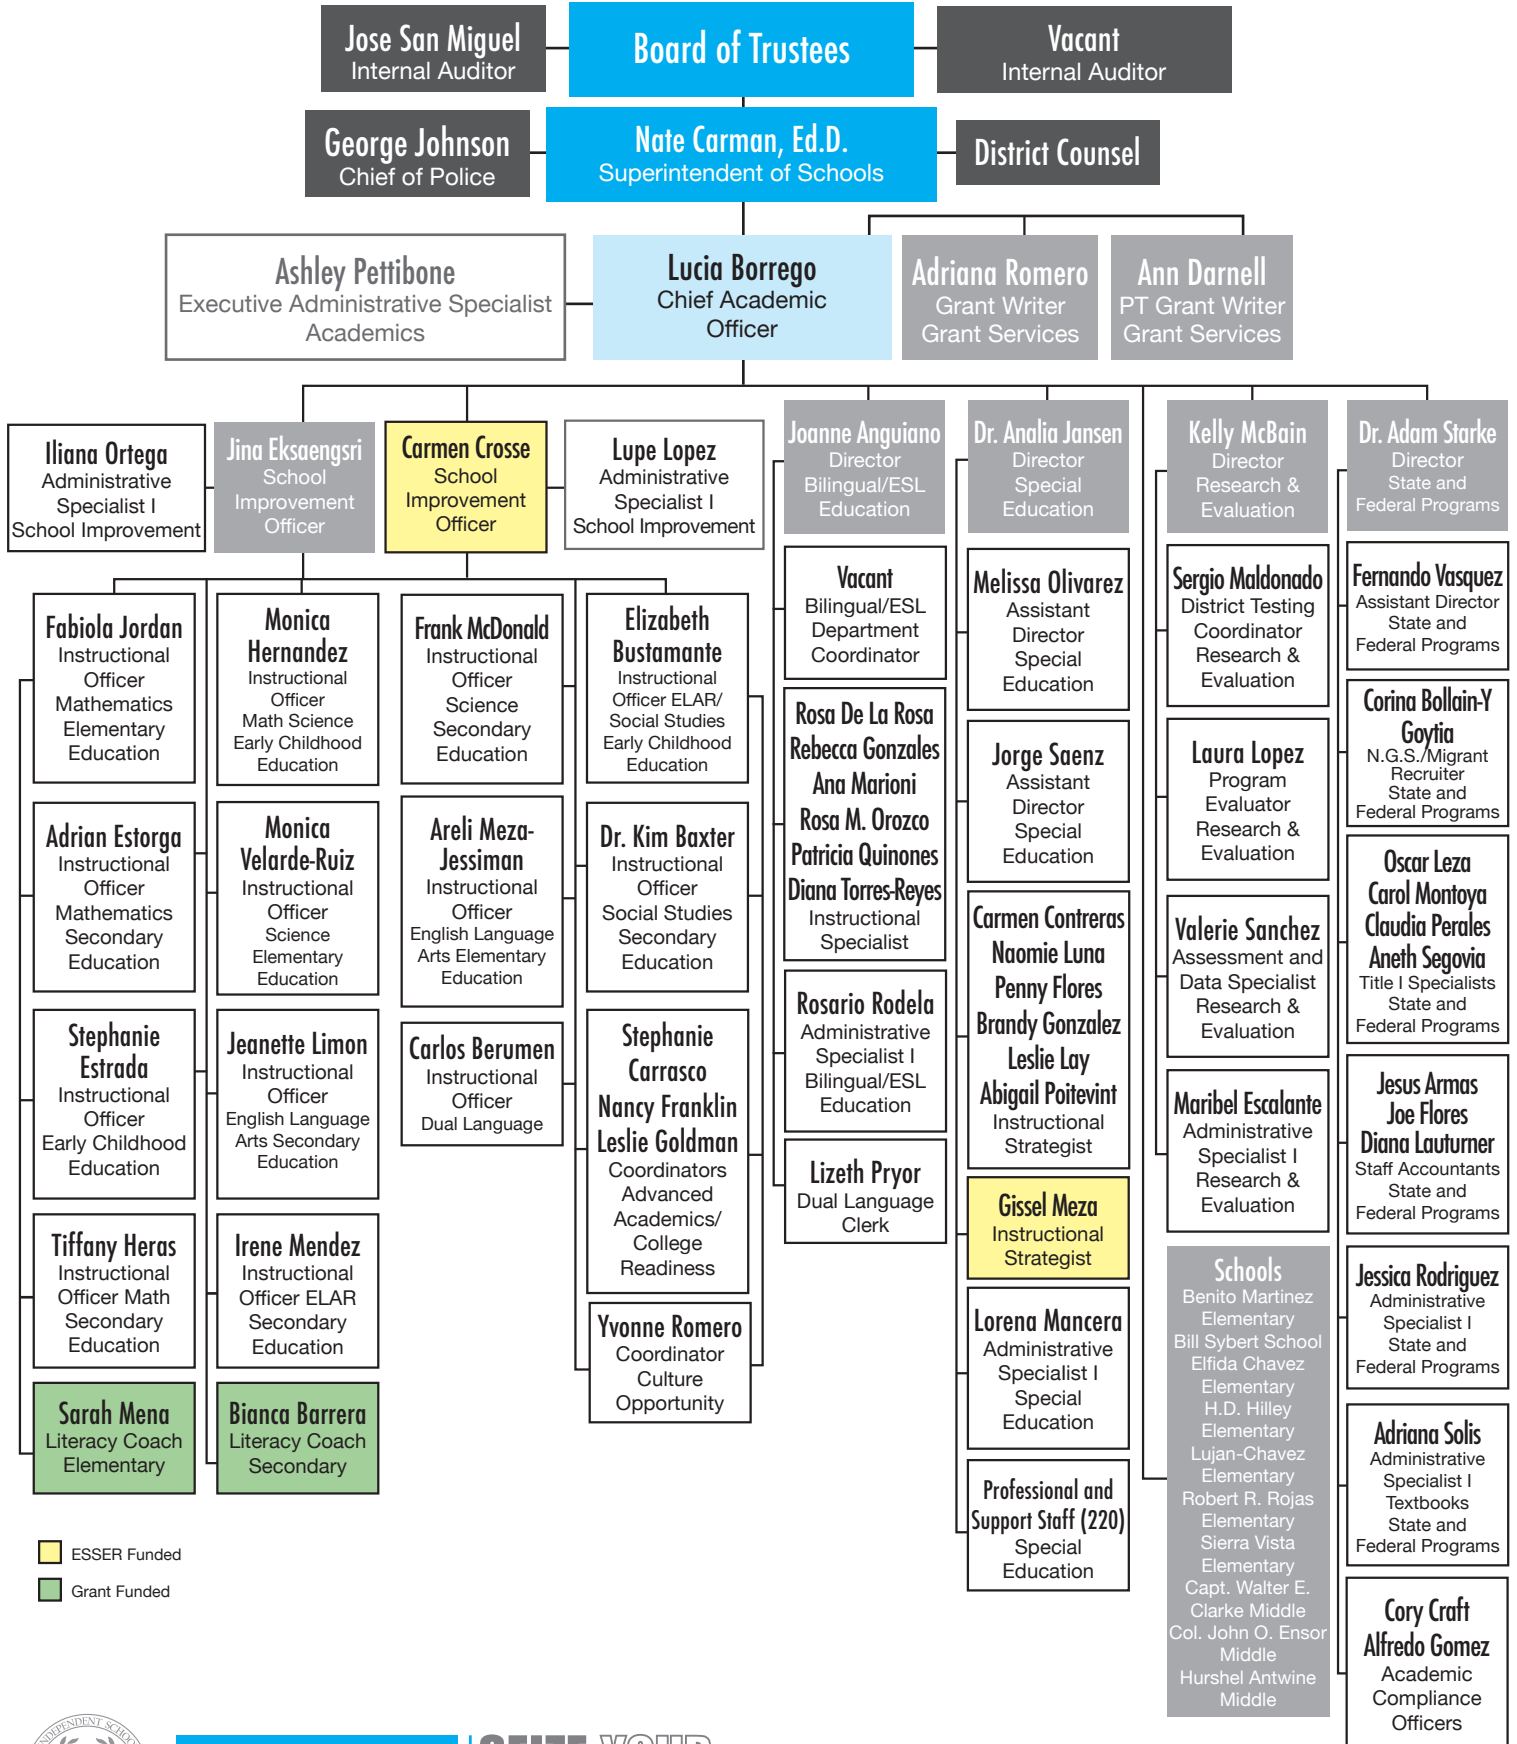 Jose San Miguel
Internal Auditor
Board of Trustees
Vacant
Internal Auditor
George Johnson
Chief of Police
Nate Carman, Ed.D.
Superintendent of Schools
District Counsel
Ashley Pettibone
Executive Administrative Specialist
Academics
Lucia Borrego
Chief Academic
Officer
Adriana Romero
Grant Writer
Grant Services
Ann Darnell
PT Grant Writer
Grant Services
Iliana Ortega
Administrative
Specialist I
School Improvement
Jina Eksaengsri
School
Improvement
Officer
Carmen Crosse
School
Improvement
Officer
Lupe Lopez
Administrative
Specialist I
School Improvement
Joanne Anguiano
Director
Bilingual/ESL
Education
Dr. Analia Jansen
Director
Special
Education
Kelly McBain
Director
Research &
Evaluation
Dr. Adam Starke
Director
State and
Federal Programs
Fabiola Jordan
Instructional
Officer
Mathematics
Elementary
Education
Adrian Estorga
Instructional
Officer
Mathematics
Secondary
Education
Stephanie
Estrada
Instructional
Officer
Early Childhood
Education
Tiffany Heras
Instructional
Officer Math
Secondary
Education
Sarah Mena
Literacy Coach
Elementary
Monica
Hernandez
Instructional
Officer
Math Science
Early Childhood
Education
Monica
Velarde-Ruiz
Instructional
Officer
Science
Elementary
Education
Jeanette Limon
Instructional
Officer
English Language
Arts Secondary
Education
Irene Mendez
Instructional
Officer ELAR
Secondary
Education
Bianca Barrera
Literacy Coach
Secondary
Frank McDonald
Instructional
Officer
Science
Secondary
Education
Areli Meza-
Jessiman
Instructional
Officer
English Language
Arts Elementary
Education
Carlos Berumen
Instructional
Officer
Dual Language
Elizabeth
Bustamante
Instructional
Officer ELAR/
Social Studies
Early Childhood
Education
Dr. Kim Baxter
Instructional
Officer
Social Studies
Secondary
Education
Stephanie
Carrasco
Nancy Franklin
Leslie Goldman
Coordinators
Advanced
Academics/
College
Readiness
Yvonne Romero
Coordinator
Culture
Opportunity
Vacant
Bilingual/ESL
Department
Coordinator
Rosa De La Rosa
Rebecca Gonzales
Ana Marioni
Rosa M. Orozco
Patricia Quinones
Diana Torres-Reyes
Instructional
Specialist
Rosario Rodela
Administrative
Specialist I
Bilingual/ESL
Education
Lizeth Pryor
Dual Language
Clerk
Melissa Olivarez
Assistant
Director
Special
Education
Jorge Saenz
Assistant
Director
Special
Education
Carmen Contreras
Naomie Luna
Penny Flores
Brandy Gonzalez
Leslie Lay
Abigail Poitevint
Instructional
Strategist
Gissel Meza
Instructional
Strategist
Lorena Mancera
Administrative
Specialist I
Special
Education
Professional and
Support Staff (220)
Special
Education
Sergio Maldonado
District Testing
Coordinator
Research &
Evaluation
Laura Lopez
Program
Evaluator
Research &
Evaluation
Valerie Sanchez
Assessment and
Data Specialist
Research &
Evaluation
Maribel Escalante
Administrative
Specialist I
Research &
Evaluation
Schools
Benito Martinez
Elementary
Bill Sybert School
Elfida Chavez
Elementary
H.D. Hilley
Elementary
Lujan-Chavez
Elementary
Robert R. Rojas
Elementary
Sierra Vista
Elementary
Capt. Walter E.
Clarke Middle
Col. John O. Ensor
Middle
Hurshel Antwine
Middle
Fernando Vasquez
Assistant Director
State and
Federal Programs
Corina Bollain-Y
Goytia
N.G.S./Migrant
Recruiter
State and
Federal Programs
Oscar Leza
Carol Montoya
Claudia Perales
Aneth Segovia
Title I Specialists
State and
Federal Programs
Jesus Armas
Joe Flores
Diana Lauturner
Staff Accountants
State and
Federal Programs
Jessica Rodriguez
Administrative
Specialist I
State and
Federal Programs
Adriana Solis
Administrative
Specialist I
Textbooks
State and
Federal Programs
Cory Craft
Alfredo Gomez
Academic
Compliance
Officers
ESSER Funded
Grant Funded
SEIZE YOUR